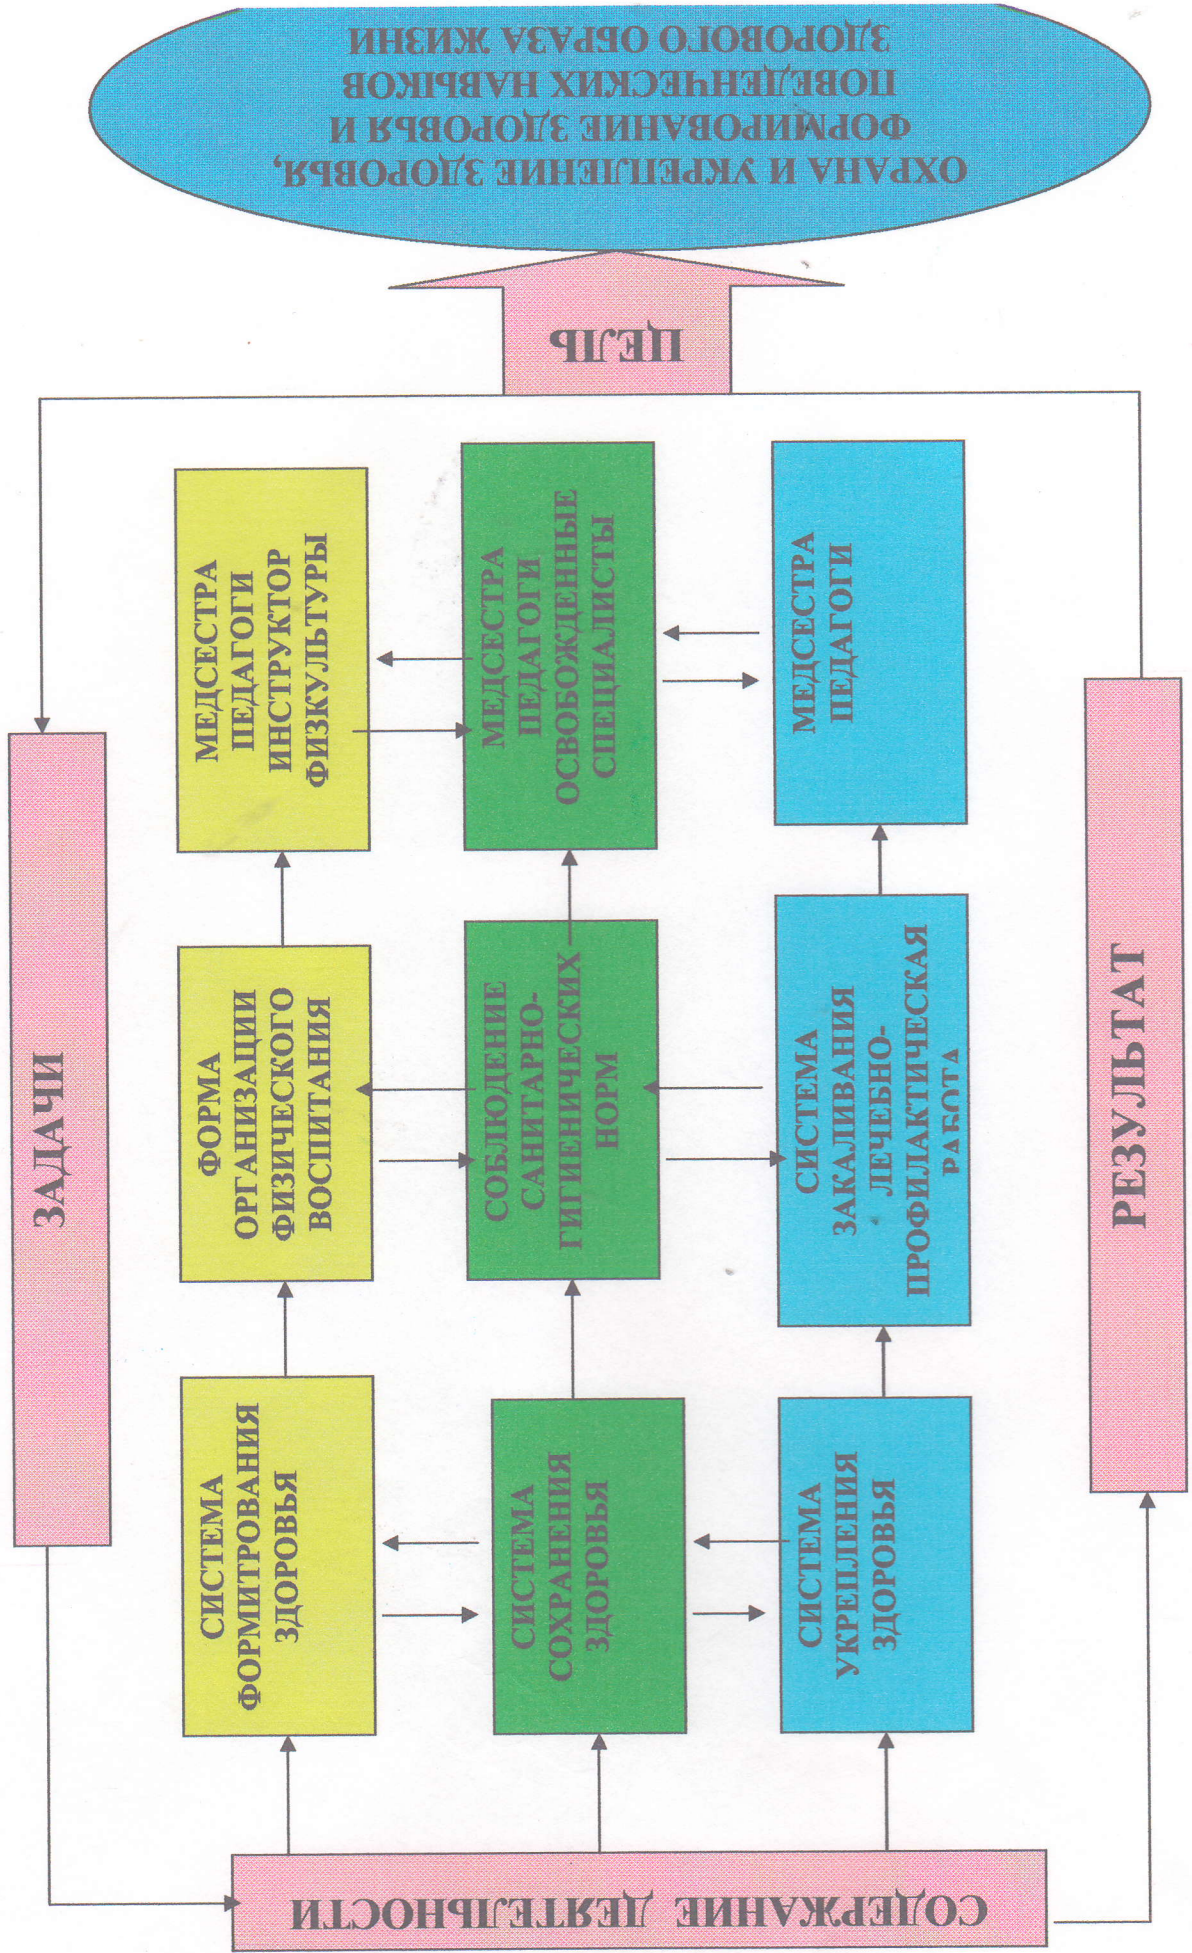 ЗАДАЧИ
СИСТЕМА
ФОРМИТРОВАНИЯ
ЗДОРОВЬЯ
ФОРМА
ОРГАНИЗАЦИИ
ФИЗИЧЕСКОГО
ВОСПИТАНИЯ
МЕДСЕСТРА
ПЕДАГОГИ
ИНСТРУКТОР
ФИЗКУЛЬТУРЫ
СОДЕРЖАНИЕ ДЕЯТЕЛЬНОСТИ
СИСТЕМА
СОХРАНЕНИЯ
ЗДОРОВЬЯ
СОБЛЮДЕНИЕ
САНИТАРНО-
ГИГИЕНИЧЕСКИХ
НОРМ
МЕДСЕСТРА
ПЕДАГОГИ
ОСВОБОЖДЕННЫЕ
СПЕЦИАЛИСТЫ
ЦЕЛЬ
ОХРАНА И УКРЕПЛЕНИЕ ЗДОРОВЬЯ,
ФОРМИРОВАНИЕ ЗДОРОВЬЯ И
ПОВЕДЕНЧЕСКИХ НАВЫКОВ
ЗДОРОВОГО ОБРАЗА ЖИЗНИ
СИСТЕМА
УКРЕПЛЕНИЯ
ЗДОРОВЬЯ
СИСТЕМА
ЗАКАЛИВАНИЯ
ЛЕЧЕБНО-
ПРОФИЛАКТИЧЕСКАЯ
РАБОТА
МЕДСЕСТРА
ПЕДАГОГИ
РЕЗУЛЬТАТ